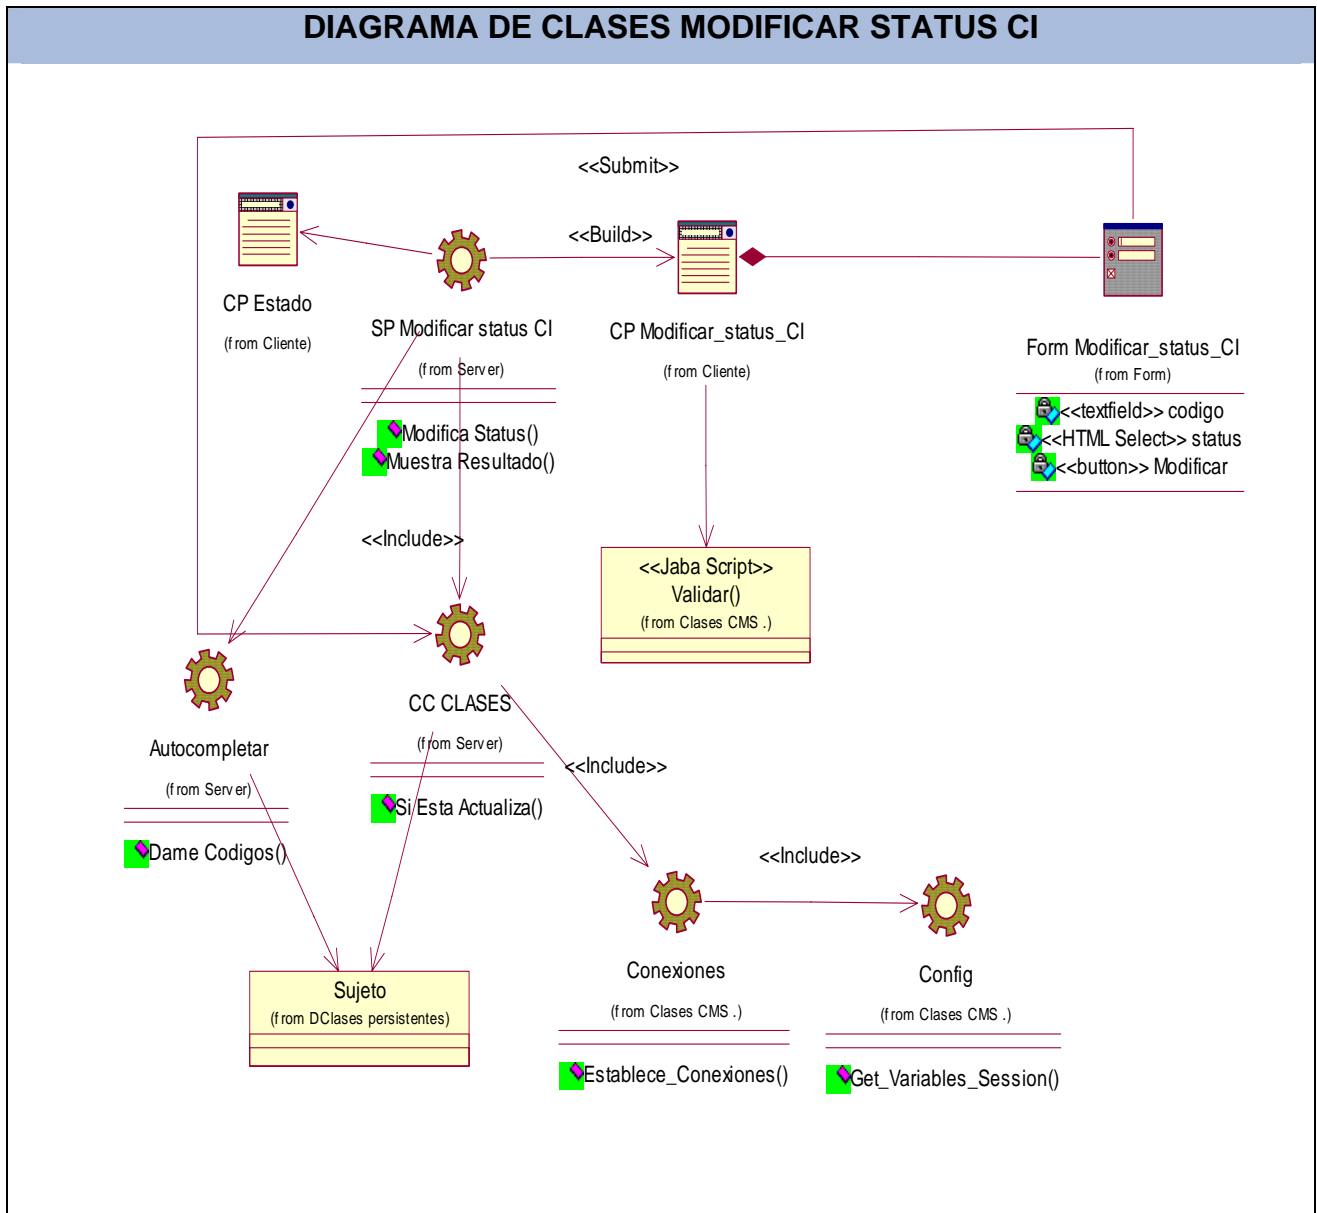 DIAGRAMA DE CLASES MODIFICAR STATUS CI
<<Submit>>
<<Build>>
CP Estado
(from Cliente)
SP Modificar status CI
(from Server)
Modifica Status()
Muestra Resultado()
CP Modificar_status_CI
(from Cliente)
Form Modificar_status_CI
(from Form)
<<textfield>> codigo
<<HTML Select>> status
<<button>> Modificar
<<Include>>
<<Jaba Script>>
Validar()
(from Clases CMS .)
CC CLASES
(from Server)
Si Esta Actualiza()
Autocompletar
(from Server)
Dame Codigos()
<<Include>>
<<Include>>
Sujeto
(from DClases persistentes)
Conexiones
(from Clases CMS .)
Establece_Conexiones()
Config
(from Clases CMS .)
Get_Variables_Session()